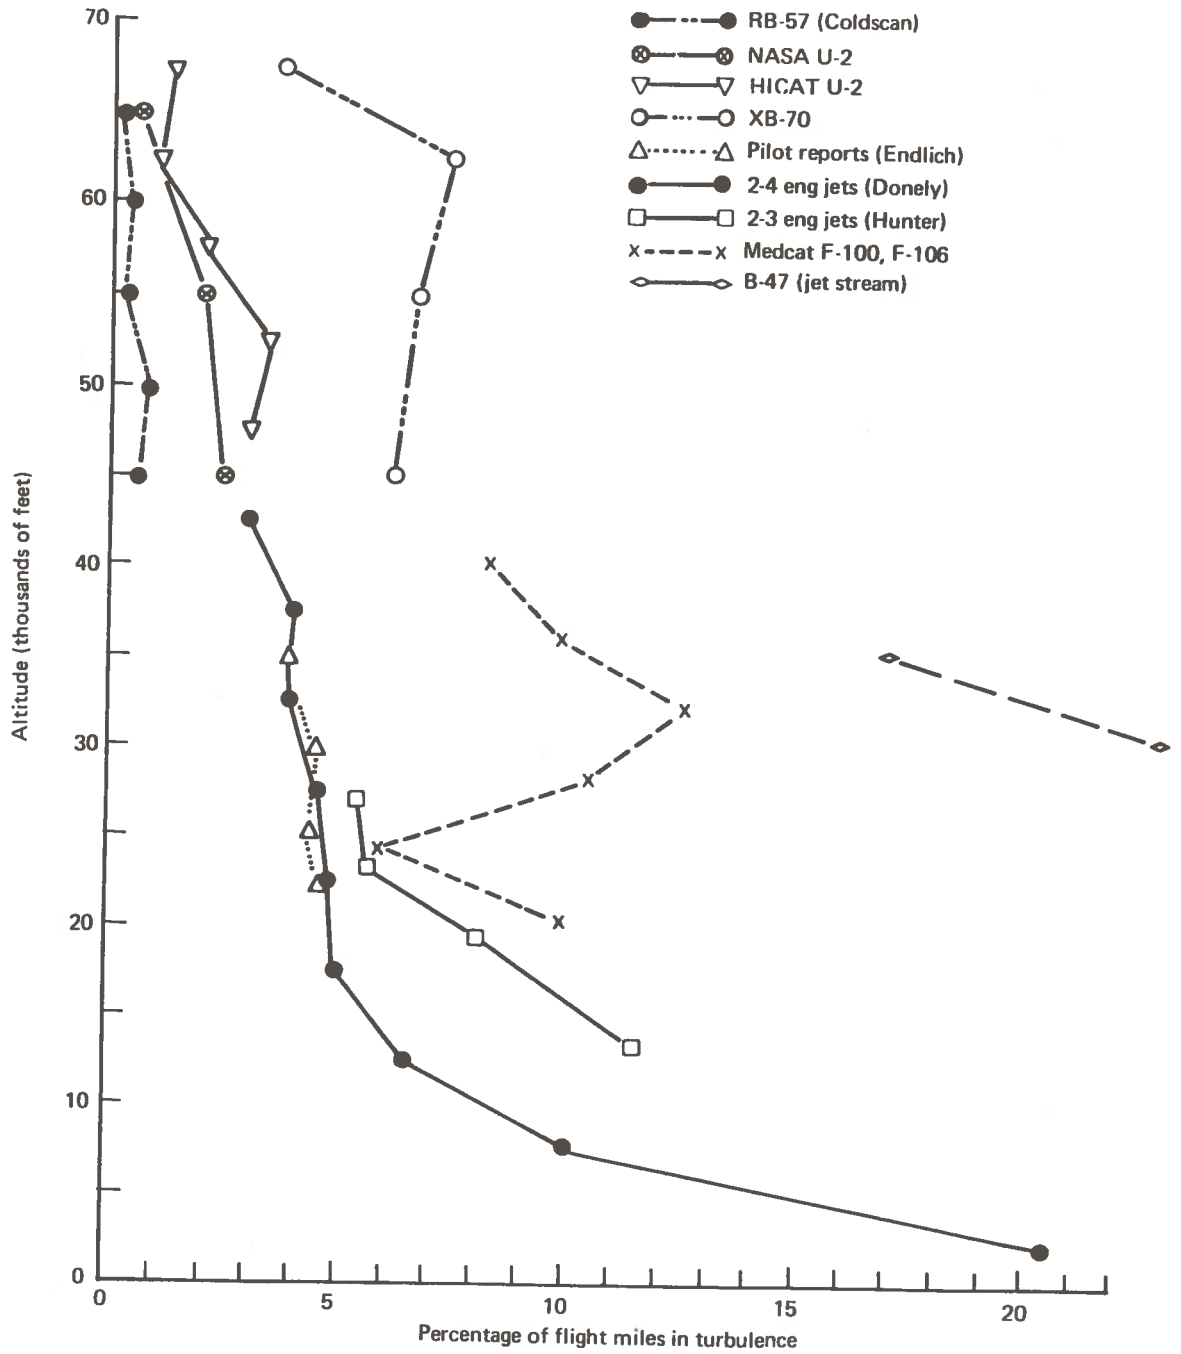 70
60
50
40
30
20
10
0
Altitude (thousands of feet)
RB-57 (Coldscan)
NASA U-2
HICAT U-2
XB-70
Pilot reports (Endlich)
2-4 eng jets (Donely)
2-3 eng jets (Hunter)
Medcat F-100, F-106
B-47 (jet stream)
0
5
10
15
20
Percentage of flight miles in turbulence